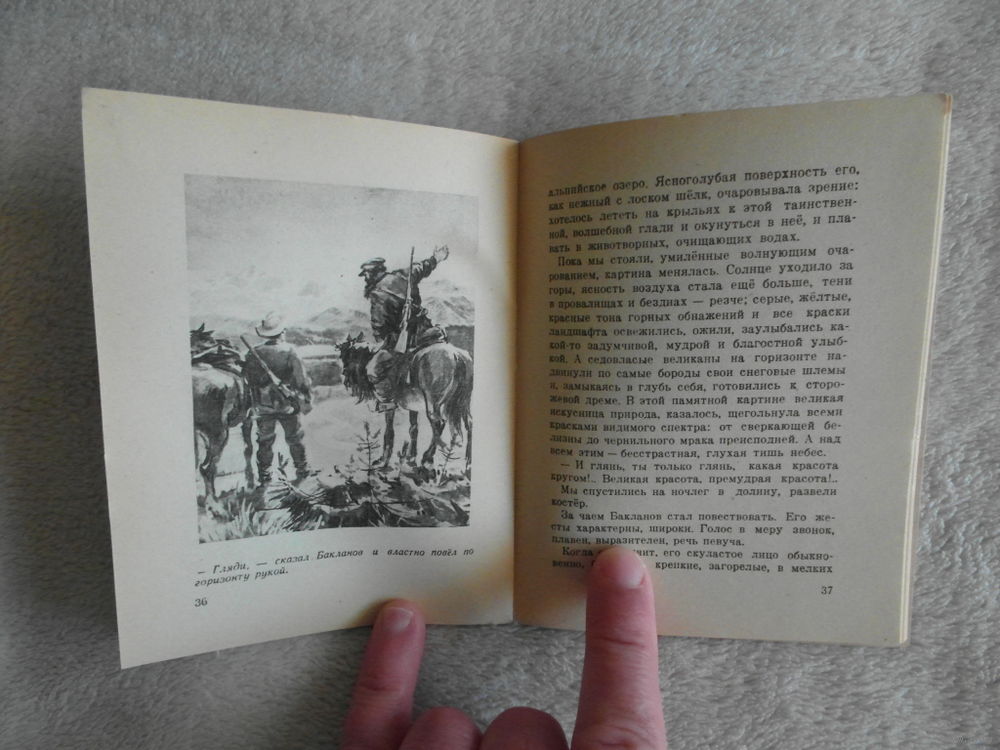 — Гляди, — сказал Бакланов и властно повёл по
горизонту рукой.
36
альпийское озеро. Ясноголубая поверхность его,
как нежный с лоском шёлк, очаровывала зрение:
хотелось лететь на крыльях к этой таинствен-
ной, волшебной глади и окунуться в неё, и пла-
вать в животворных, очищающих водах.
Пока мы стояли, умилённые волнующим оча-
рованием, картина менялась. Солнце уходило за
горы, ясность воздуха стала ещё больше, тени
в провалищах и безднах — резче; серые, жёлтые,
красные тона горных обнажений и все краски
ландшафта освежились, ожили, заулыбались ка-
кой-то задумчивой, мудрой и благостной улыб-
кой. А седовласые великаны на горизонте на-
двинули по самые бороды свои снеговые шлемы
и, замыкаясь в глубь себя, готовились к сторо-
жевой дреме. В этой памятной картине великая
искусница природа, казалось, щегольнула всеми
красками видимого спектра: от сверкающей бе-
лизны до чернильного мрака преисподней. А над
всем этим — бесстрастная, глухая тишь небес.
— И глянь, ты только глянь, какая красота
кругом!.. Великая красота, премудрая красота!..
Мы спустились на ночлег в долину, развели
костёр.
За чаем Бакланов стал повествовать. Его же-
сты характерны, широки. Голос в меру звонок,
плавен, выразителен, речь певуча.
Когда его скуластое лицо обыкно-
венно, крепкие, загорелые, в мелких
37